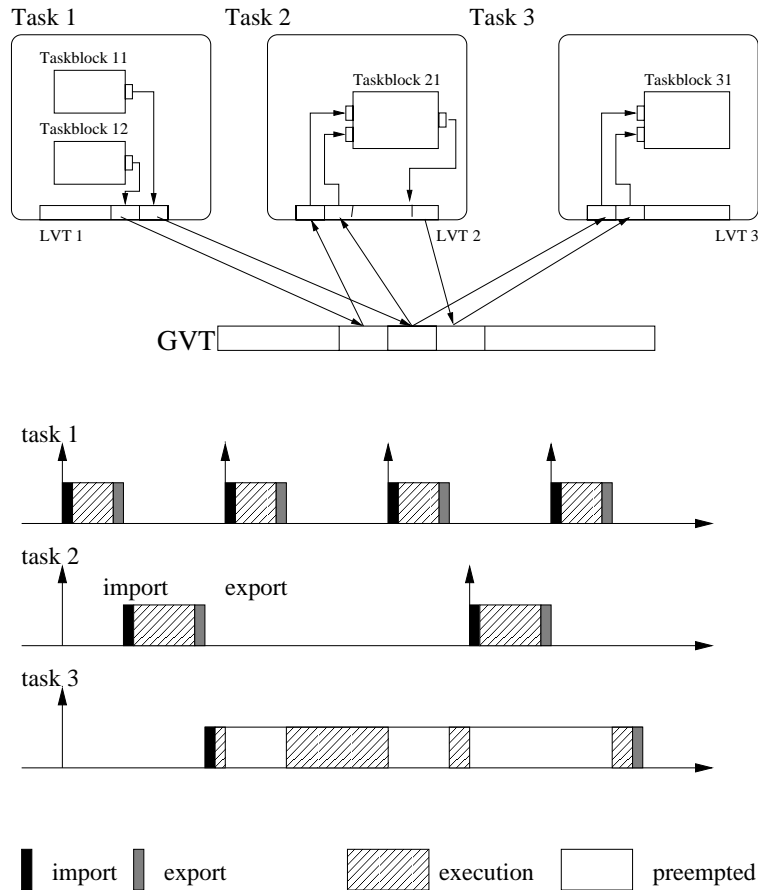 Task 1
Task 2
Task 3
Taskblock 11
Taskblock 21
Taskblock 31
Taskblock 12
LVT 1
LVT 2
LVT 3
GVT
task 1
task 2
import
export
task 3
import
export
execution
preempted